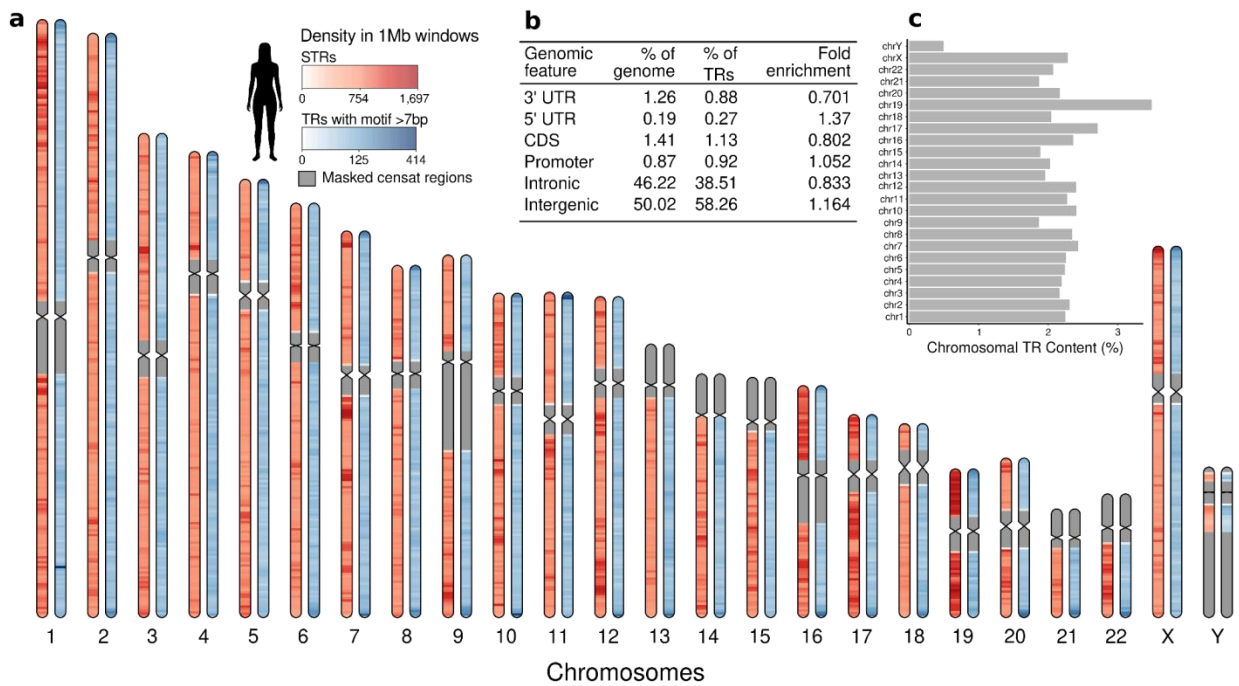 a
Density in 1Mb windows
STRs
0 754 1,697
TRs with motif >7bp
0 125 414
Masked censat regions
b
Genomic feature % of genome % of TRs Fold enrichment
3' UTR 1.26 0.88 0.701
5' UTR 0.19 0.27 1.37
CDS 1.41 1.13 0.802
Promoter 0.87 0.92 1.052
Intronic 46.22 38.51 0.833
Intergenic 50.02 58.26 1.164
c
chrY
chrX
chr22
chr21
chr20
chr19
chr18
chr17
chr16
chr15
chr14
chr13
chr12
chr11
chr10
chr9
chr8
chr7
chr6
chr5
chr4
chr3
chr2
chr1
0 1 2 3
Chromosomal TR Content (%)
1 2 3 4 5 6 7 8 9 10 11 12 13 14 15 16 17 18 19 20 21 22 X Y
Chromosomes